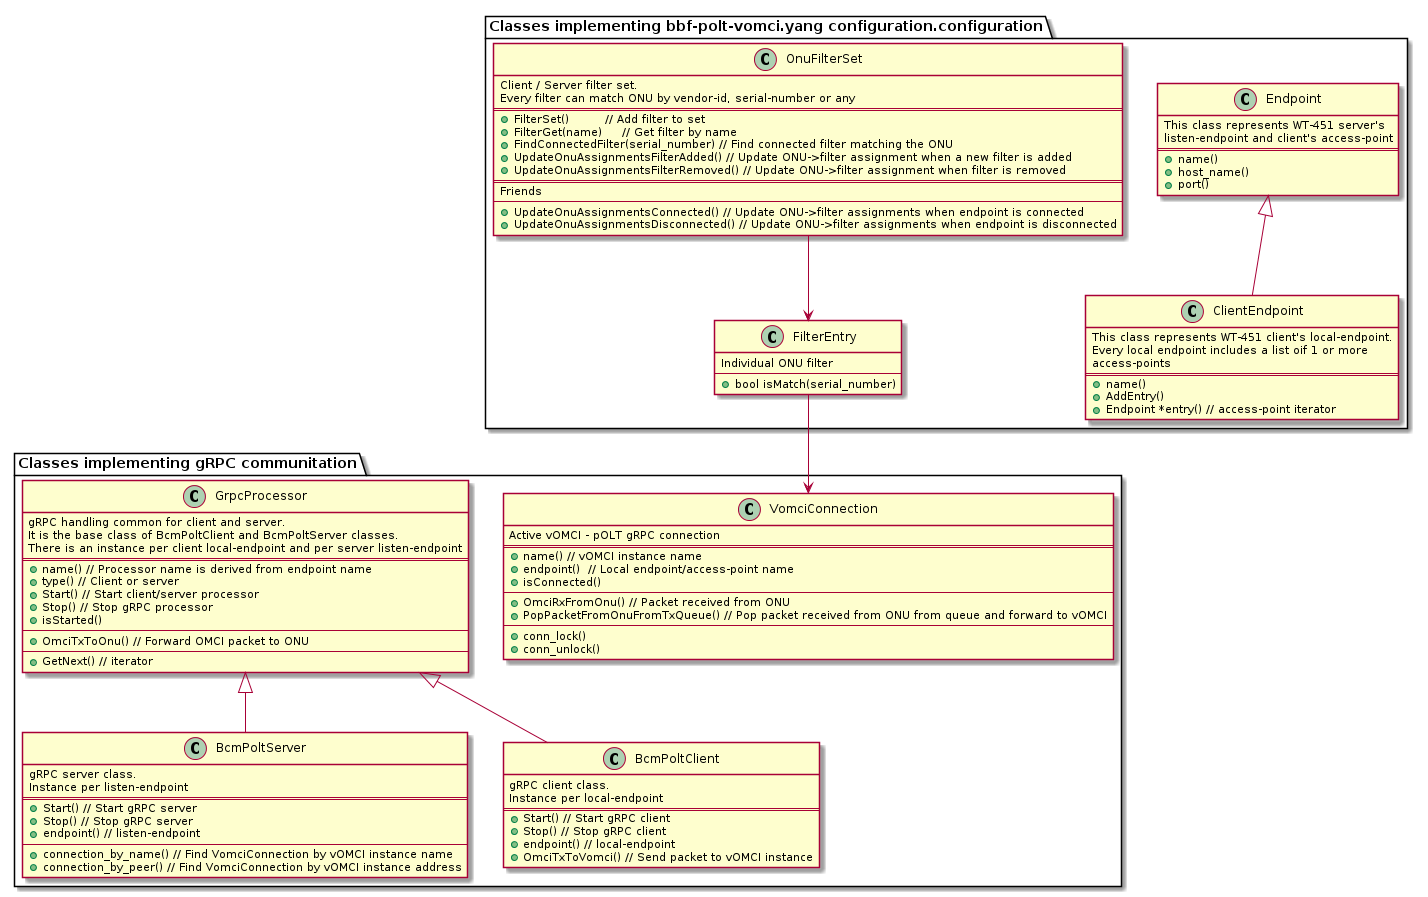 Classes implementing bbf-polt-vomci.yang configuration.configuration
C OnuFilterSet
Client / Server filter set.
Every filter can match ONU by vendor-id, serial-number or any
FilterSet() // Add filter to set
FilterGet(name) // Get filter by name
FindConnectedFilter(serial_number) // Find connected filter matching the ONU
UpdateOnuAssignmentsFilterAdded() // Update ONU->filter assignment when a new filter is added
UpdateOnuAssignmentsFilterRemoved() // Update ONU->filter assignment when filter is removed
Friends
UpdateOnuAssignmentsConnected() // Update ONU->filter assignments when endpoint is connected
UpdateOnuAssignmentsDisconnected() // Update ONU->filter assignments when endpoint is disconnected
C Endpoint
This class represents WT-451 server's
listen-endpoint and client's access-point
name()
host_name()
port()
C FilterEntry
Individual ONU filter
bool isMatch(serial_number)
C ClientEndpoint
This class represents WT-451 client's local-endpoint.
Every local endpoint includes a list oif 1 or more
access-points
name()
AddEntry()
Endpoint *entry() // access-point iterator
Classes implementing gRPC communitation
C GrpcProcessor
gRPC handling common for client and server.
It is the base class of BcmPoltClient and BcmPoltServer classes.
There is an instance per client local-endpoint and per server listen-endpoint
name() // Processor name is derived from endpoint name
type() // Client or server
Start() // Start client/server processor
Stop() // Stop gRPC processor
isStarted()
OmciTxToOnu() // Forward OMCI packet to ONU
GetNext() // iterator
C VomciConnection
Active vOMCI - pOLT gRPC connection
name() // vOMCI instance name
endpoint() // Local endpoint/access-point name
isConnected()
OmciRxFromOnu() // Packet received from ONU
PopPacketFromOnuFromTxQueue() // Pop packet received from ONU from queue and forward to vOMCI
conn_lock()
conn_unlock()
C BcmPoltServer
gRPC server class.
Instance per listen-endpoint
Start() // Start gRPC server
Stop() // Stop gRPC server
endpoint() // listen-endpoint
connection_by_name() // Find VomciConnection by vOMCI instance name
connection_by_peer() // Find VomciConnection by vOMCI instance address
C BcmPoltClient
gRPC client class.
Instance per local-endpoint
Start() // Start gRPC client
Stop() // Stop gRPC client
endpoint() // local-endpoint
OmciTxToVomci() // Send packet to vOMCI instance